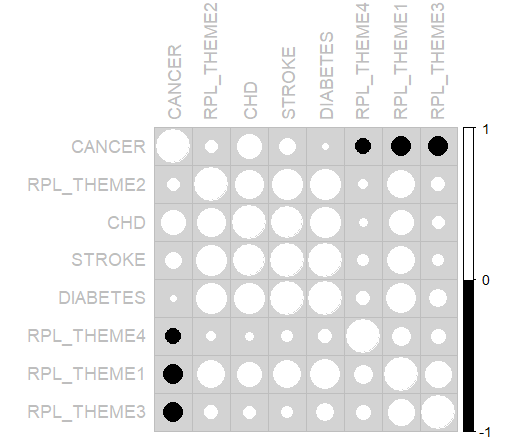 CANCER
RPL_THEME2
CHD
STROKE
DIABETES
RPL_THEME4
RPL_THEME1
RPL_THEME3
CANCER
RPL_THEME2
CHD
STROKE
DIABETES
RPL_THEME4
RPL_THEME1
RPL_THEME3
1
0
-1